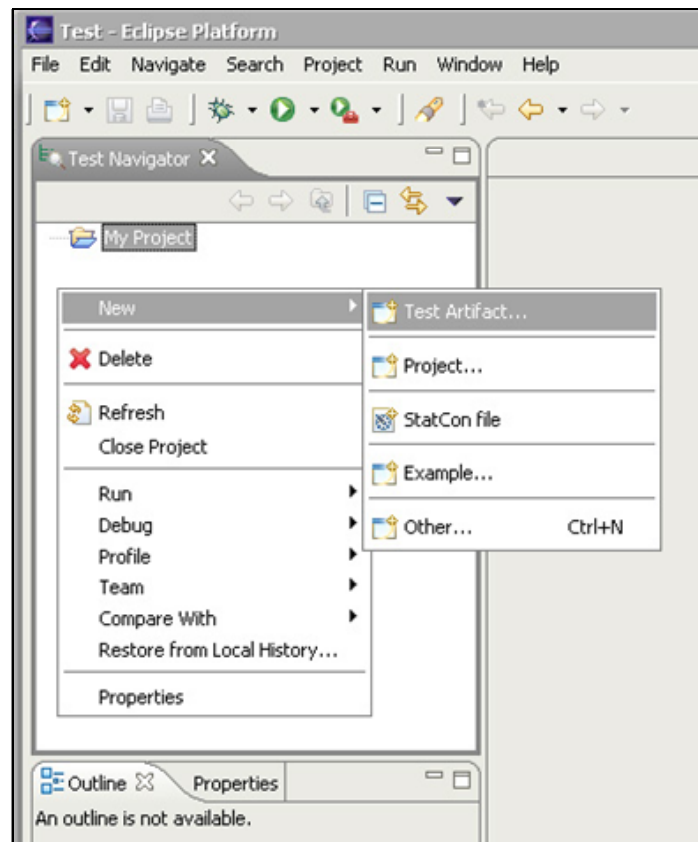 Test - Eclipse Platform
File Edit Navigate Search Project Run Window Help
Test Navigator
My Project
New
Delete
Refresh
Close Project
Run
Debug
Profile
Team
Compare With
Restore from Local History...
Properties
Test Artifact...
Project...
StatCon file
Example...
Other... Ctrl+N
Outline Properties
An outline is not available.